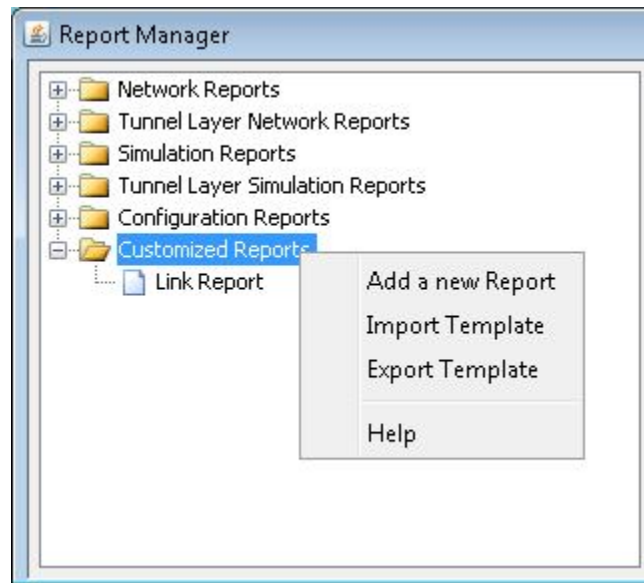 Report Manager
Network Reports
Tunnel Layer Network Reports
Simulation Reports
Tunnel Layer Simulation Reports
Configuration Reports
Customized Reports
Link Report
Add a new Report
Import Template
Export Template
Help